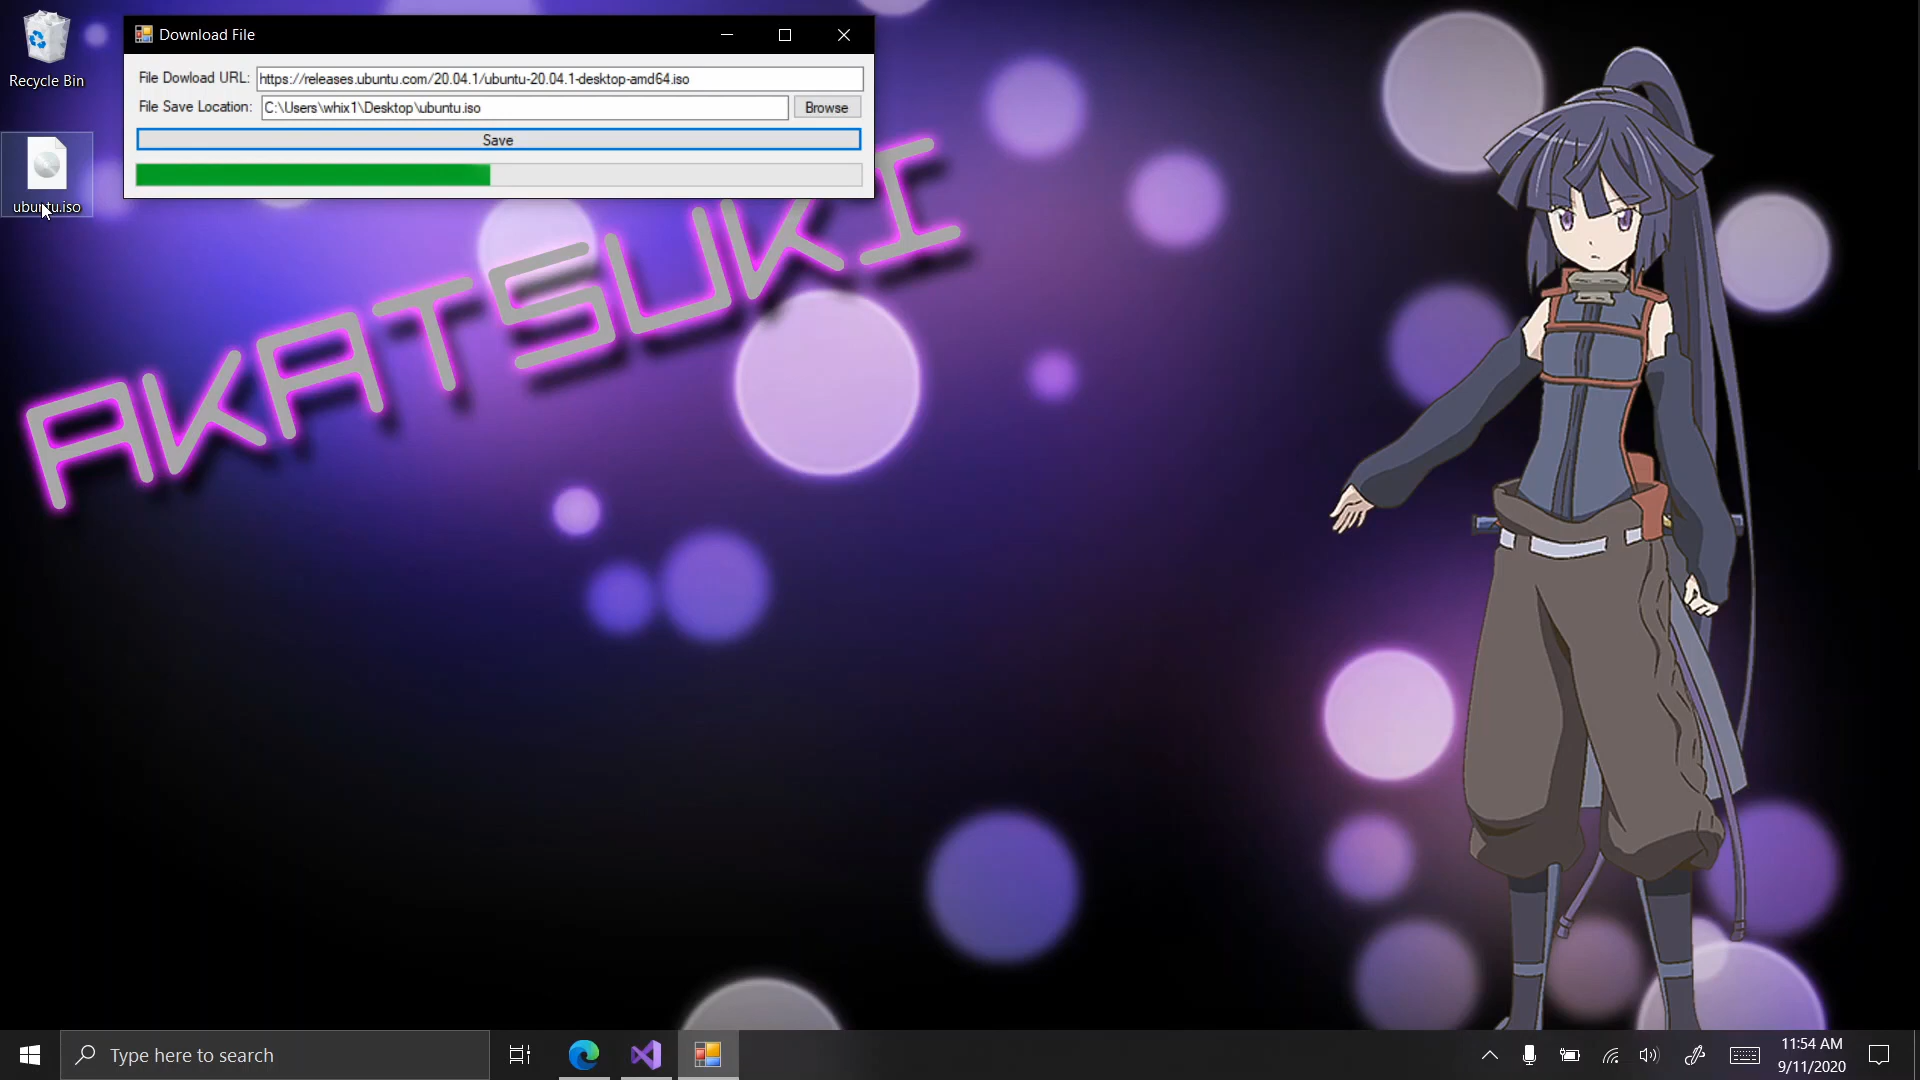 Recycle Bin
ubuntu.iso
Download File
File Dowload URL: https://releases.ubuntu.com/20.04.1/ubuntu-20.04.1-desktop-amd64.iso
File Save Location: C:\Users\whix1\Desktop\ubuntu.iso Browse
Save
AKATSUKI
Type here to search
11:54 AM
9/11/2020